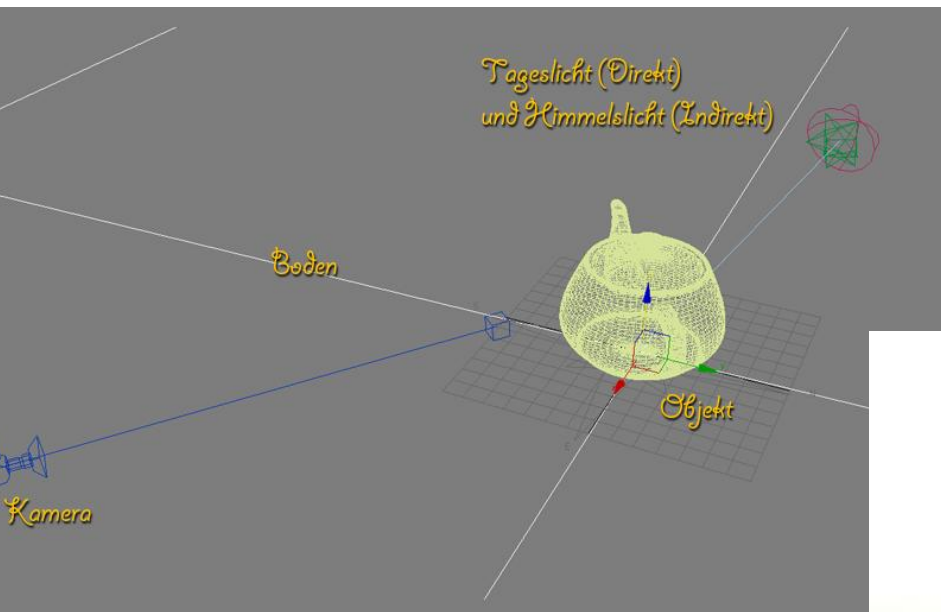 Tageslicht (Direkt)
und Himmelslicht (Indirekt)
Boden
Objekt
Kamera